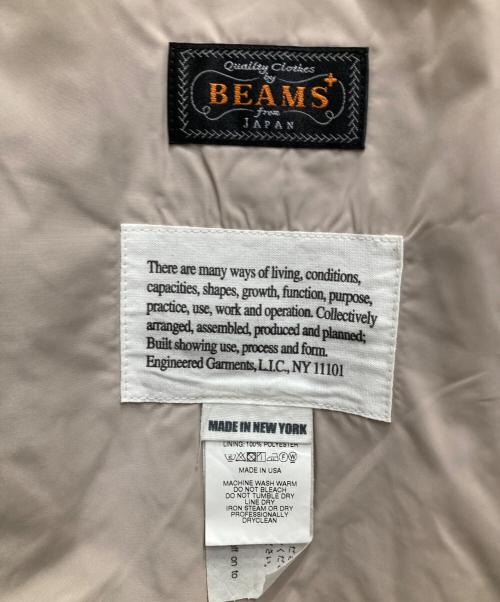 Quality Clothes
by
BEAMS+
from
JAPAN
There are many ways of living, conditions,
capacities, shapes, growth, function, purpose,
practice, use, work and operation. Collectively
arranged, assembled, produced and planned;
Built showing use, process and form.
Engineered Garments, L.I.C., NY 11101
MADE IN NEW YORK
LINING: 100% POLYESTER
MADE IN USA
MACHINE WASH WARM
DO NOT BLEACH
DO NOT TUMBLE DRY
LINE DRY
IRON STEAM OR DRY
PROFESSIONALLY
DRYCLEAN